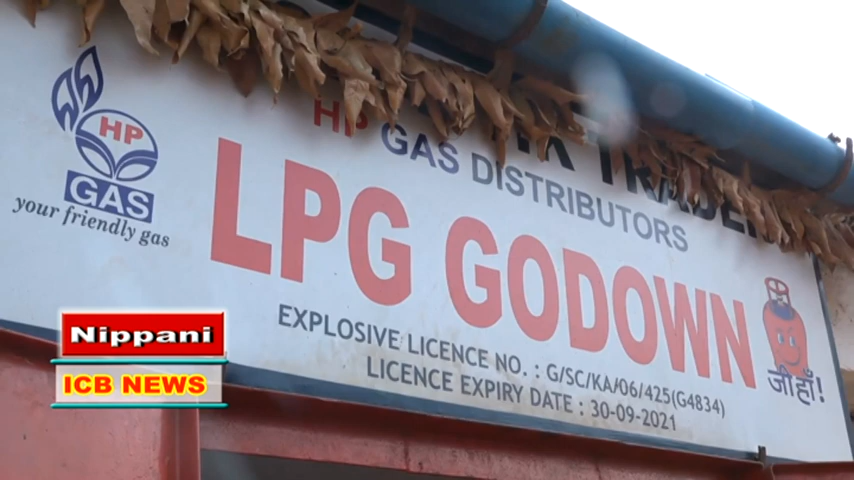 HP
GAS
your friendly gas
HP GAS DISTRIBUTORS
LPG GODOWN
EXPLOSIVE LICENCE NO. : G/SC/KA/06/425(G4834)
LICENCE EXPIRY DATE : 30-09-2021
जी हाँ!
Nippani
ICB NEWS